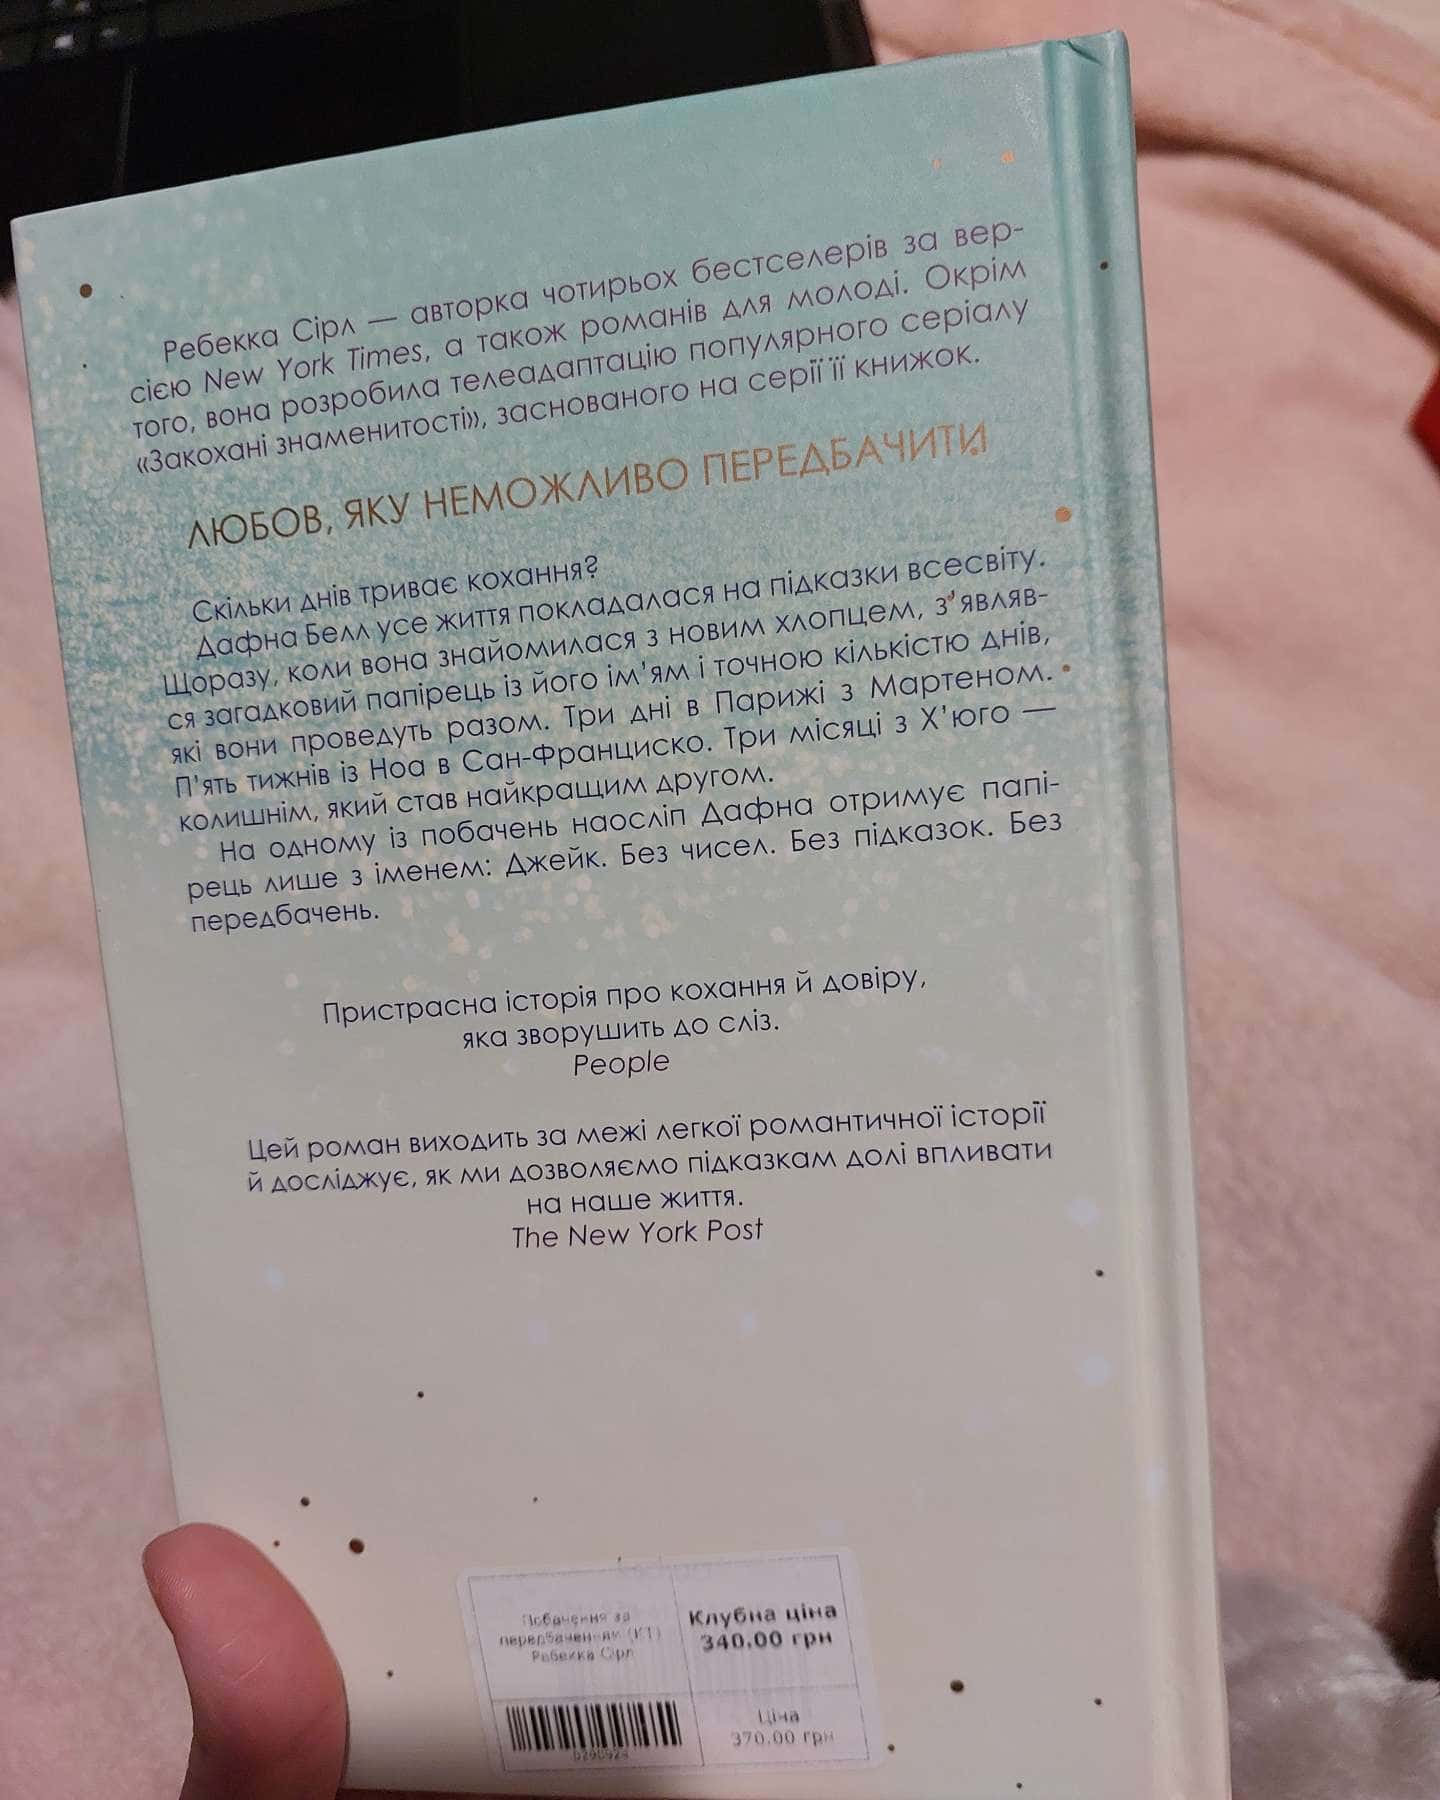 Ребекка Сірл — авторка чотирьох бестселерів за вер-
сією New York Times, а також романів для молоді. Окрім
того, вона розробила телеадаптацію популярного серіалу
«Закохані знаменитості», заснованого на серії її книжок.
ЛЮБОВ, ЯКУ НЕМОЖЛИВО ПЕРЕДБАЧИТИ
Скільки днів триває кохання?
Дафна Белл усе життя покладалася на підказки всесвіту.
Щоразу, коли вона знайомилася з новим хлопцем, з’являв-
ся загадковий папірець із його ім’ям і точною кількістю днів,
які вони проведуть разом. Три дні в Парижі з Мартеном.
П’ять тижнів із Ноа в Сан-Франциско. Три місяці з Х’юго —
колишнім, який став найкращим другом.
На одному із побачень наосліп Дафна отримує папі-
рець лише з іменем: Джейк. Без чисел. Без підказок. Без
передбачень.
Пристрасна історія про кохання й довіру,
яка зворушить до сліз.
People
Цей роман виходить за межі легкої романтичної історії
й досліджує, як ми дозволяємо підказкам долі впливати
на наше життя.
The New York Post
Побачення за
передбаченням (КТ)
Ребекка Сірл
Клубна ціна
340.00 грн
Ціна
370.00 грн
0290924